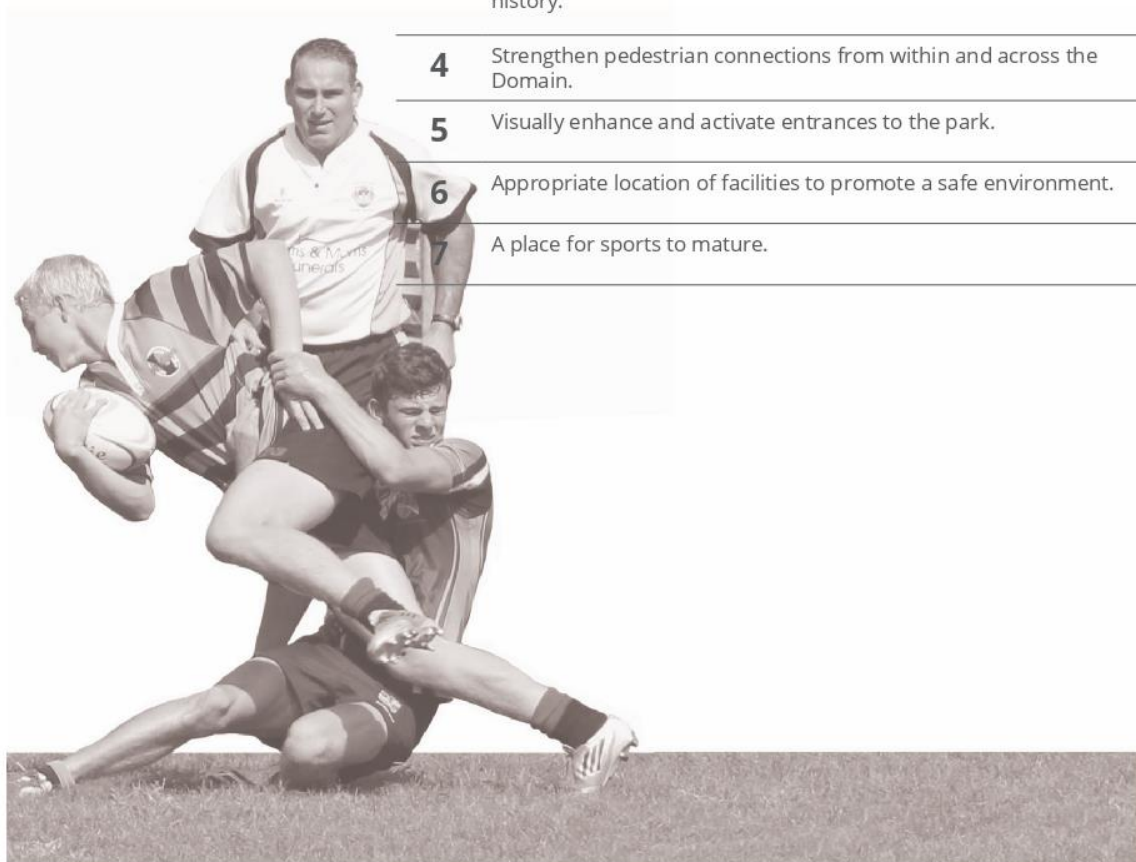 history.
4 Strengthen pedestrian connections from within and across the
Domain.
5 Visually enhance and activate entrances to the park.
6 Appropriate location of facilities to promote a safe environment.
7 A place for sports to mature.